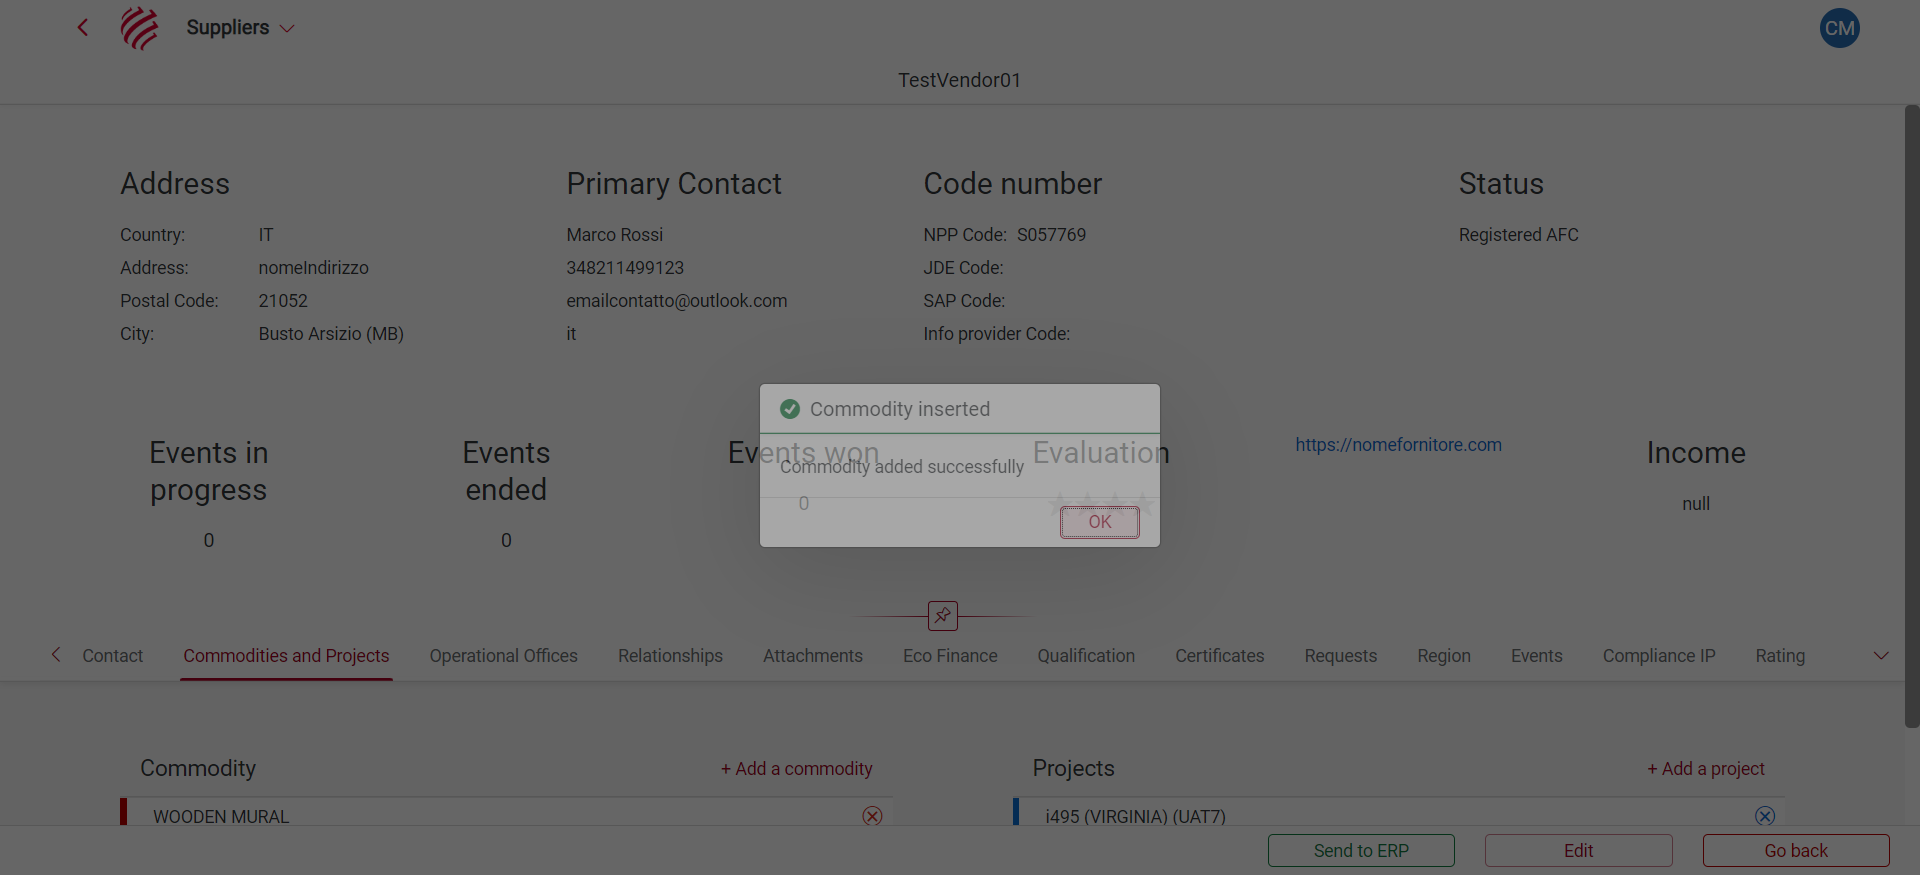 Suppliers
CM
TestVendor01
Address
Country: IT
Address: nomeIndirizzo
Postal Code: 21052
City: Busto Arsizio (MB)
Primary Contact
Marco Rossi
348211499123
emailcontatto@outlook.com
it
Code number
NPP Code: S057769
JDE Code:
SAP Code:
Info provider Code:
Status
Registered AFC
Commodity inserted
Commodity added successfully
OK
Events in
progress
0
Events
ended
0
Events won
0
Evaluation
https://nomefornitore.com
Income
null
Contact Commodities and Projects Operational Offices Relationships Attachments Eco Finance Qualification Certificates Requests Region Events Compliance IP Rating
Commodity + Add a commodity
WOODEN MURAL
Projects + Add a project
i495 (VIRGINIA) (UAT7)
Send to ERP Edit Go back